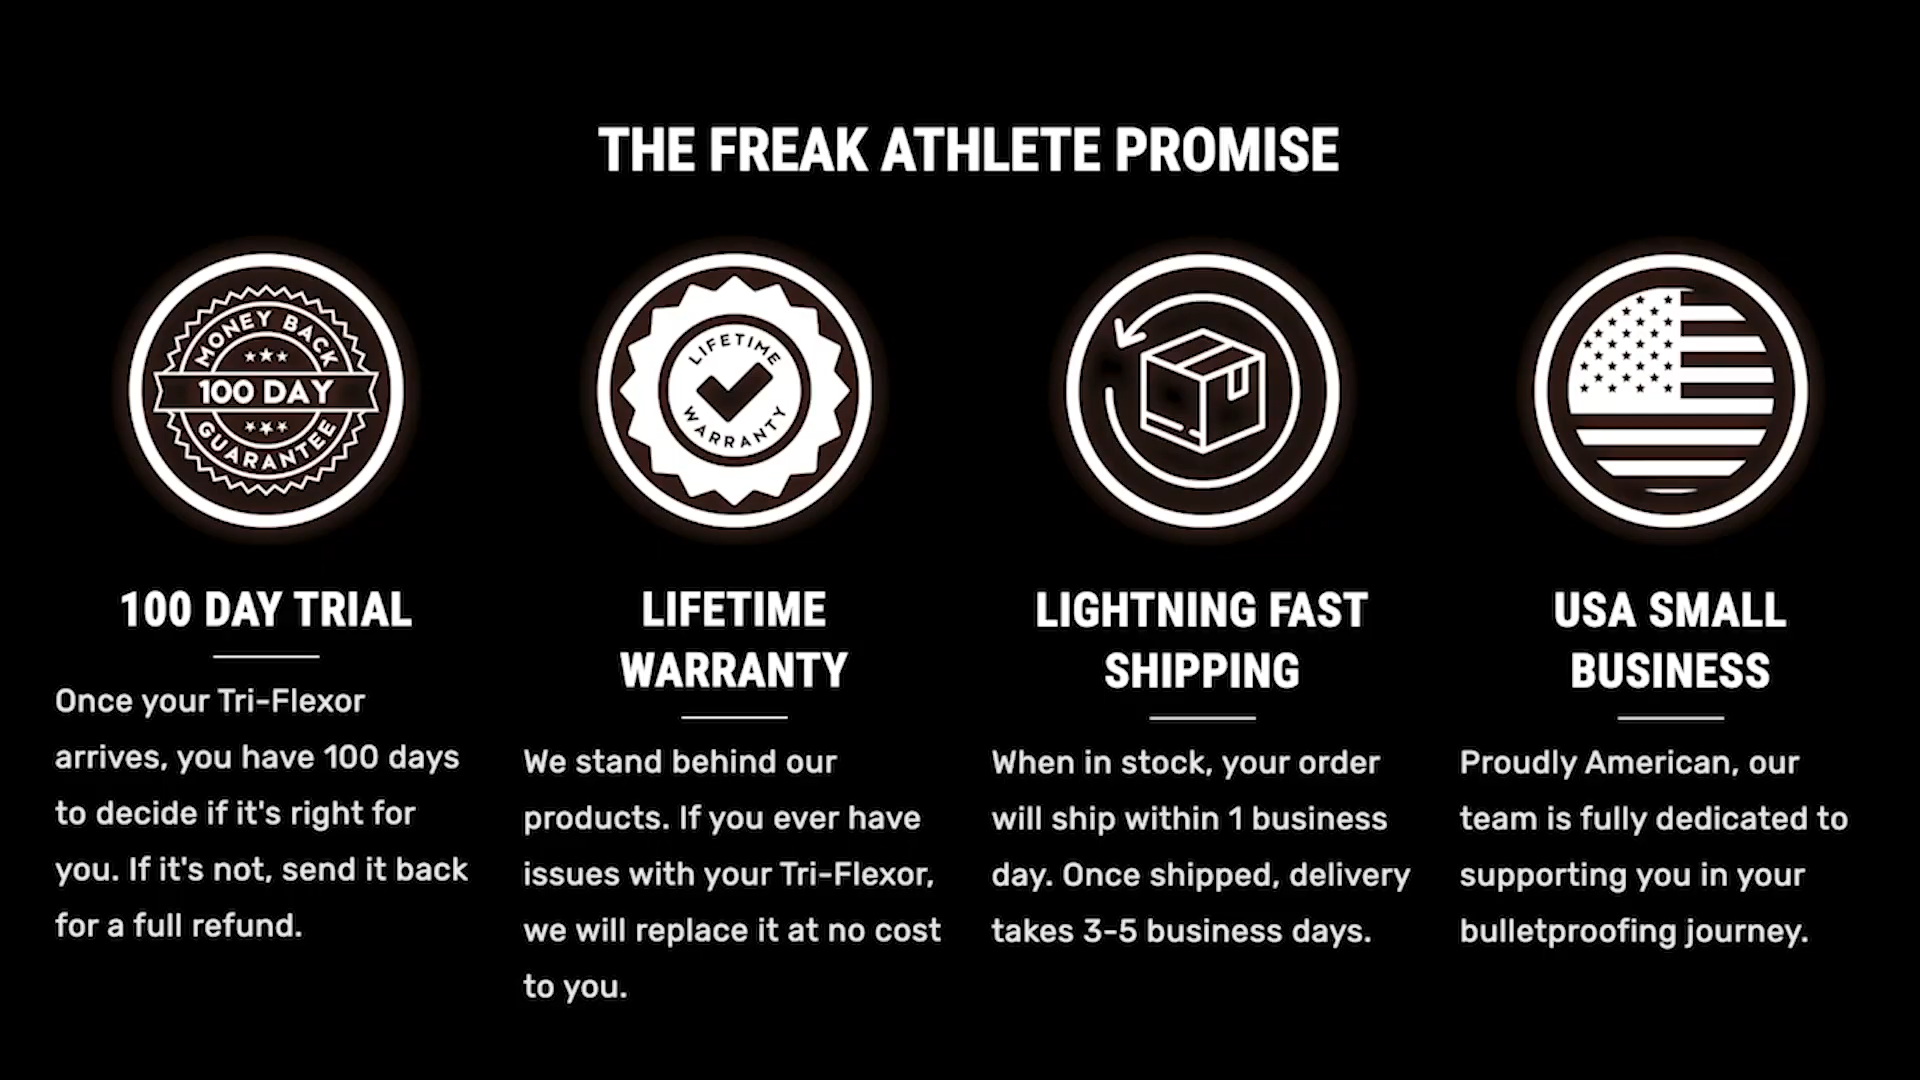 THE FREAK ATHLETE PROMISE
MONEY BACK
100 DAY
GUARANTEE
100 DAY TRIAL
Once your Tri-Flexor
arrives, you have 100 days
to decide if it's right for
you. If it's not, send it back
for a full refund.
LIFETIME
WARRANTY
LIFETIME
WARRANTY
We stand behind our
products. If you ever have
issues with your Tri-Flexor,
we will replace it at no cost
to you.
LIGHTNING FAST
SHIPPING
When in stock, your order
will ship within 1 business
day. Once shipped, delivery
takes 3-5 business days.
USA SMALL
BUSINESS
Proudly American, our
team is fully dedicated to
supporting you in your
bulletproofing journey.